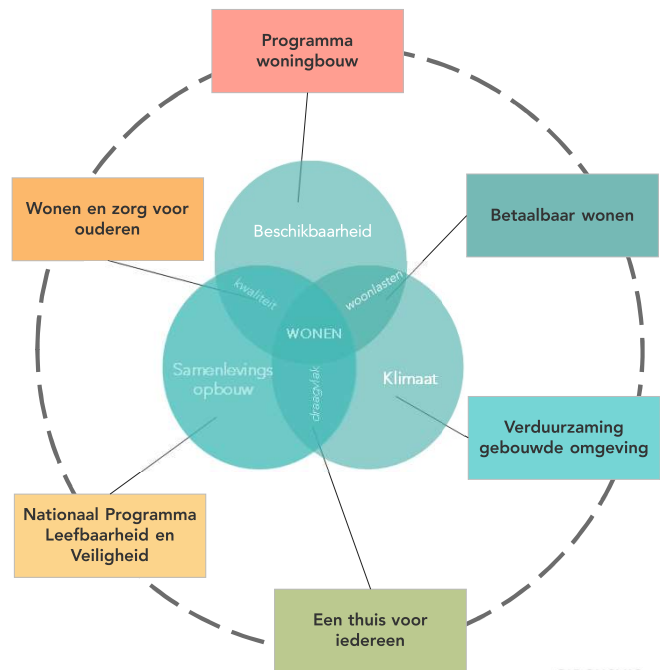 Programma
woningbouw
Wonen en zorg voor
ouderen
Betaalbaar wonen
Beschikbaarheid
kwaliteit
woonlasten
WONEN
Samenlevings
opbouw
Klimaat
draagvlak
Verduurzaming
gebouwde omgeving
Nationaal Programma
Leefbaarheid en
Veiligheid
Een thuis voor
iedereen